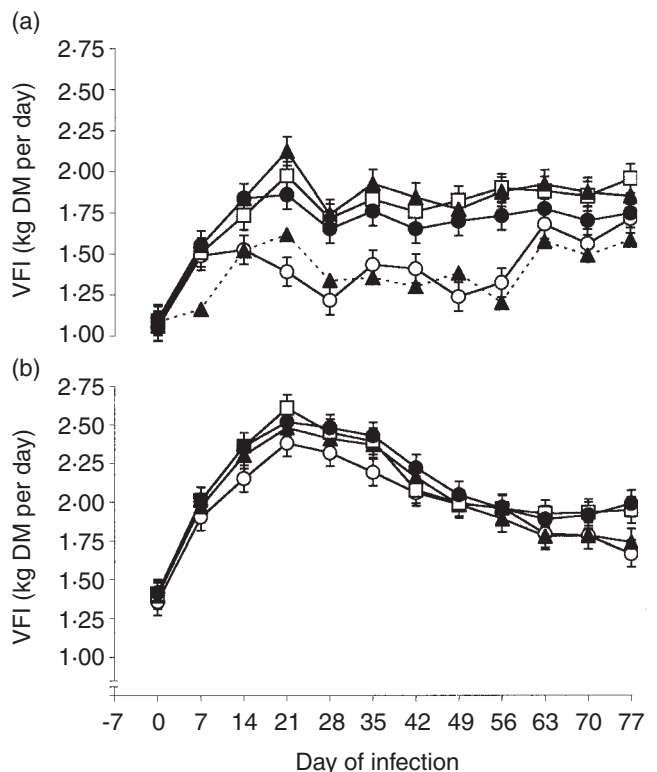 (a)
VFI (kg DM per day)
2·75
2·50
2·25
2·00
1·75
1·50
1·25
1·00
(b)
VFI (kg DM per day)
2·75
2·50
2·25
2·00
1·75
1·50
1·25
1·00
-7 0 7 14 21 28 35 42 49 56 63 70 77
Day of infection